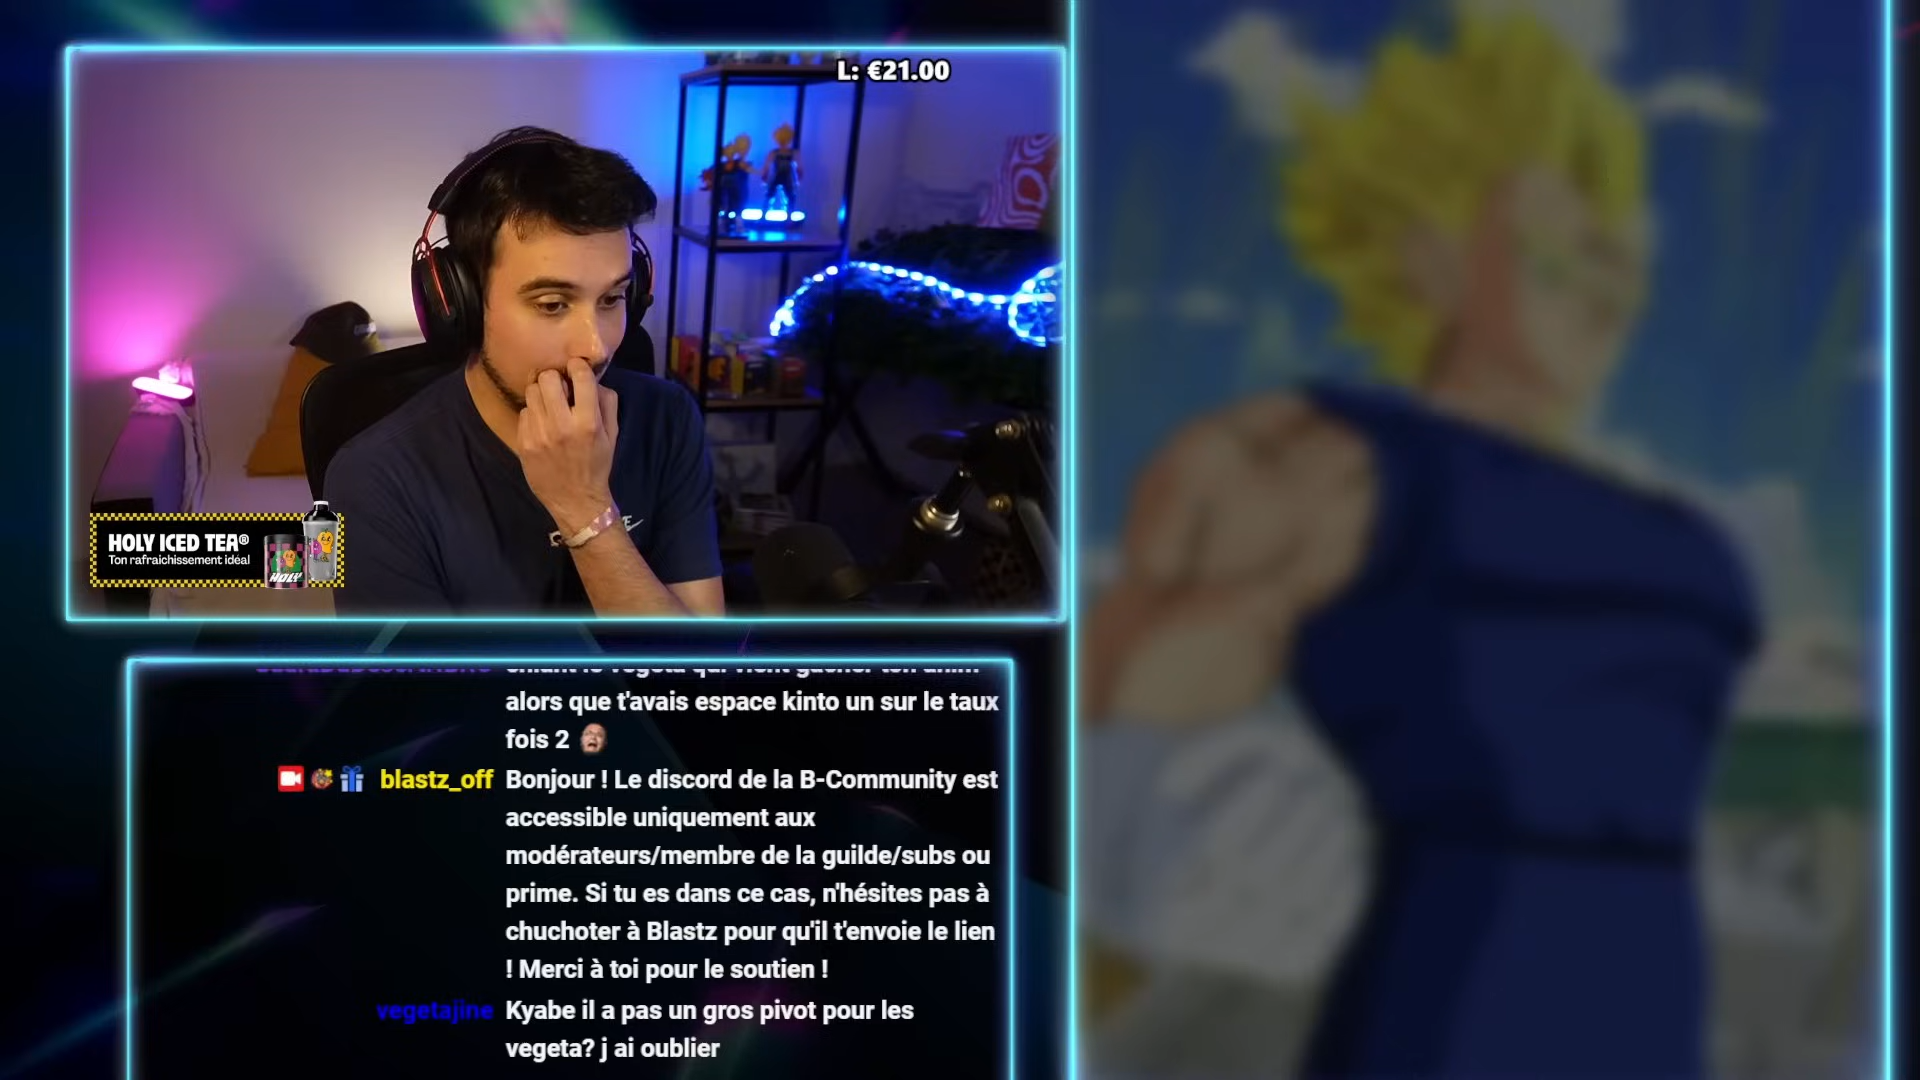 L: €21.00
HOLY ICED TEA®
Ton rafraichissement idéal
HOLY
alors que t'avais espace kinto un sur le taux
fois 2
blastz_off Bonjour ! Le discord de la B-Community est
accessible uniquement aux
modérateurs/membre de la guilde/subs ou
prime. Si tu es dans ce cas, n'hésites pas à
chuchoter à Blastz pour qu'il t'envoie le lien
! Merci à toi pour le soutien !
vegetajine Kyabe il a pas un gros pivot pour les
vegeta? j ai oublier